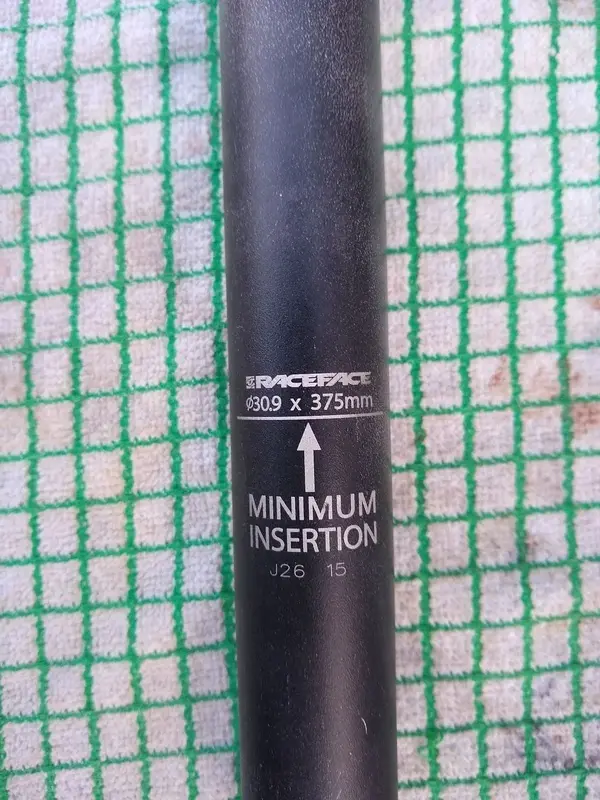 RACEFACE
Ø30.9 x 375mm
MINIMUM
INSERTION
J26 15